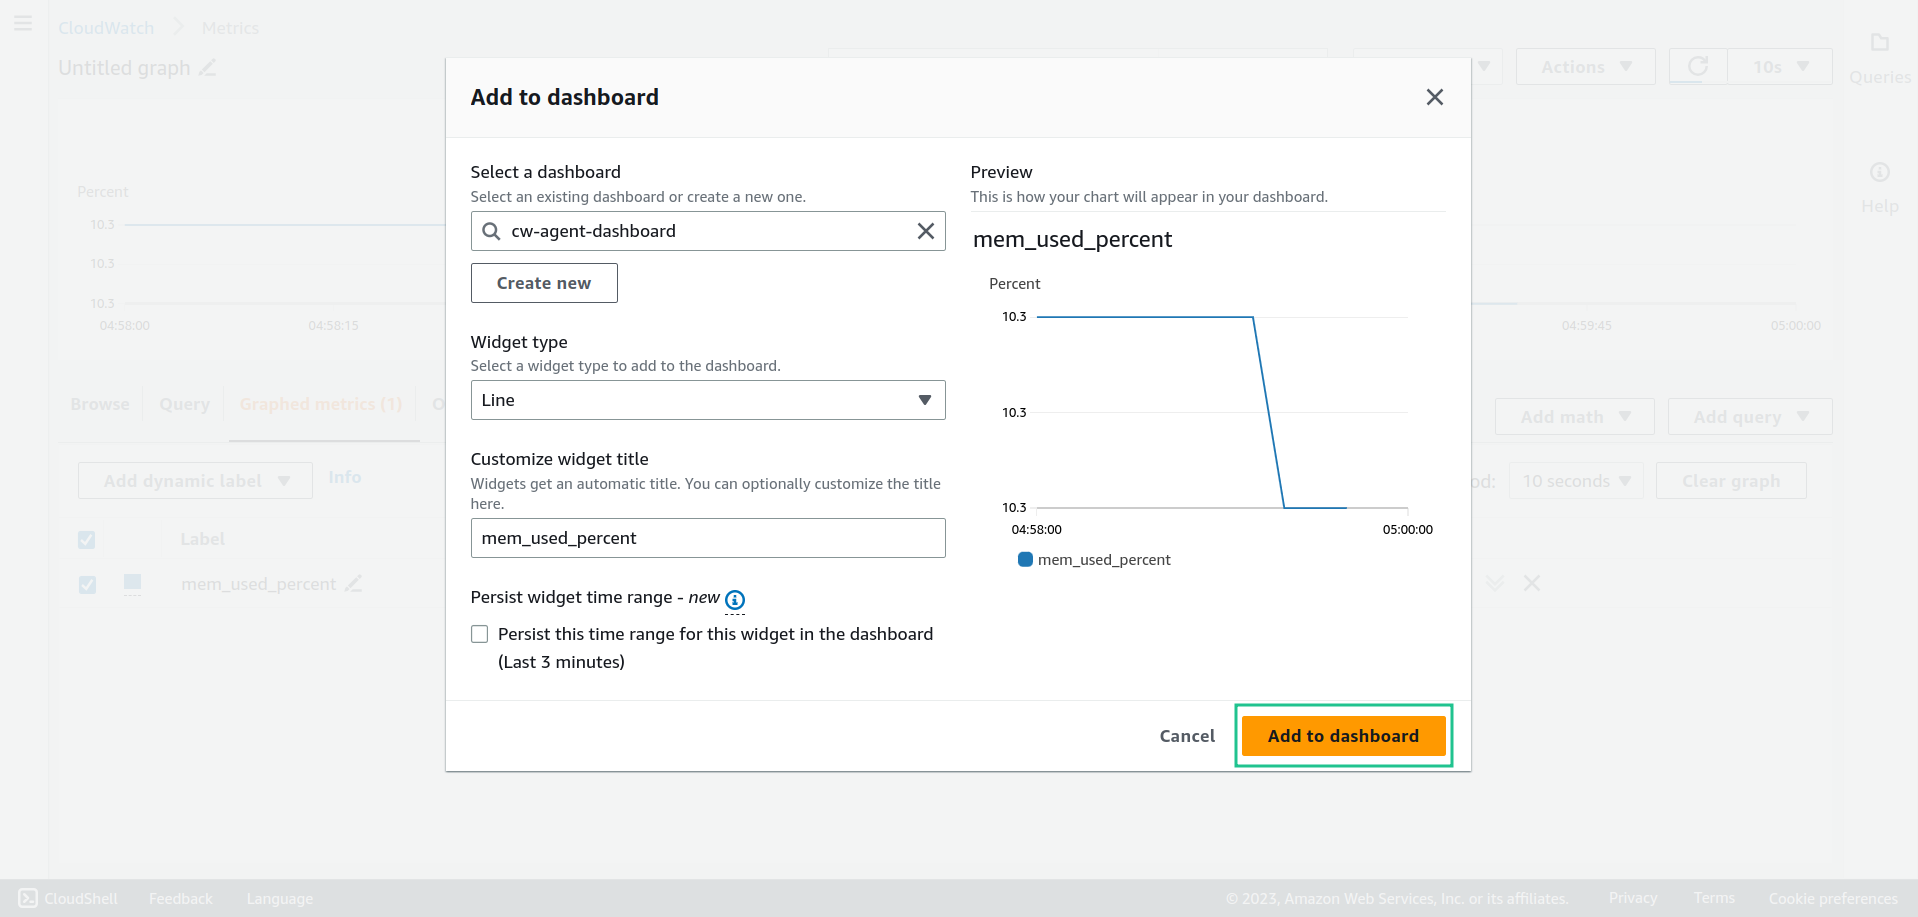 CloudWatch
Metrics
Untitled graph
Actions
10s
Queries
Help
Percent
10.3
10.3
10.3
04:58:00
04:58:15
04:59:45
05:00:00
Browse
Query
Graphed metrics (1)
Add math
Add query
Add dynamic label
Info
10 seconds
Clear graph
Label
mem_used_percent
Add to dashboard
Select a dashboard
Select an existing dashboard or create a new one.
cw-agent-dashboard
Create new
Widget type
Select a widget type to add to the dashboard.
Line
Customize widget title
Widgets get an automatic title. You can optionally customize the title
here.
mem_used_percent
Persist widget time range - new
Persist this time range for this widget in the dashboard
(Last 3 minutes)
Preview
This is how your chart will appear in your dashboard.
mem_used_percent
Percent
10.3
10.3
10.3
04:58:00
05:00:00
mem_used_percent
Cancel
Add to dashboard
CloudShell
Feedback
Language
© 2023, Amazon Web Services, Inc. or its affiliates.
Privacy
Terms
Cookie preferences